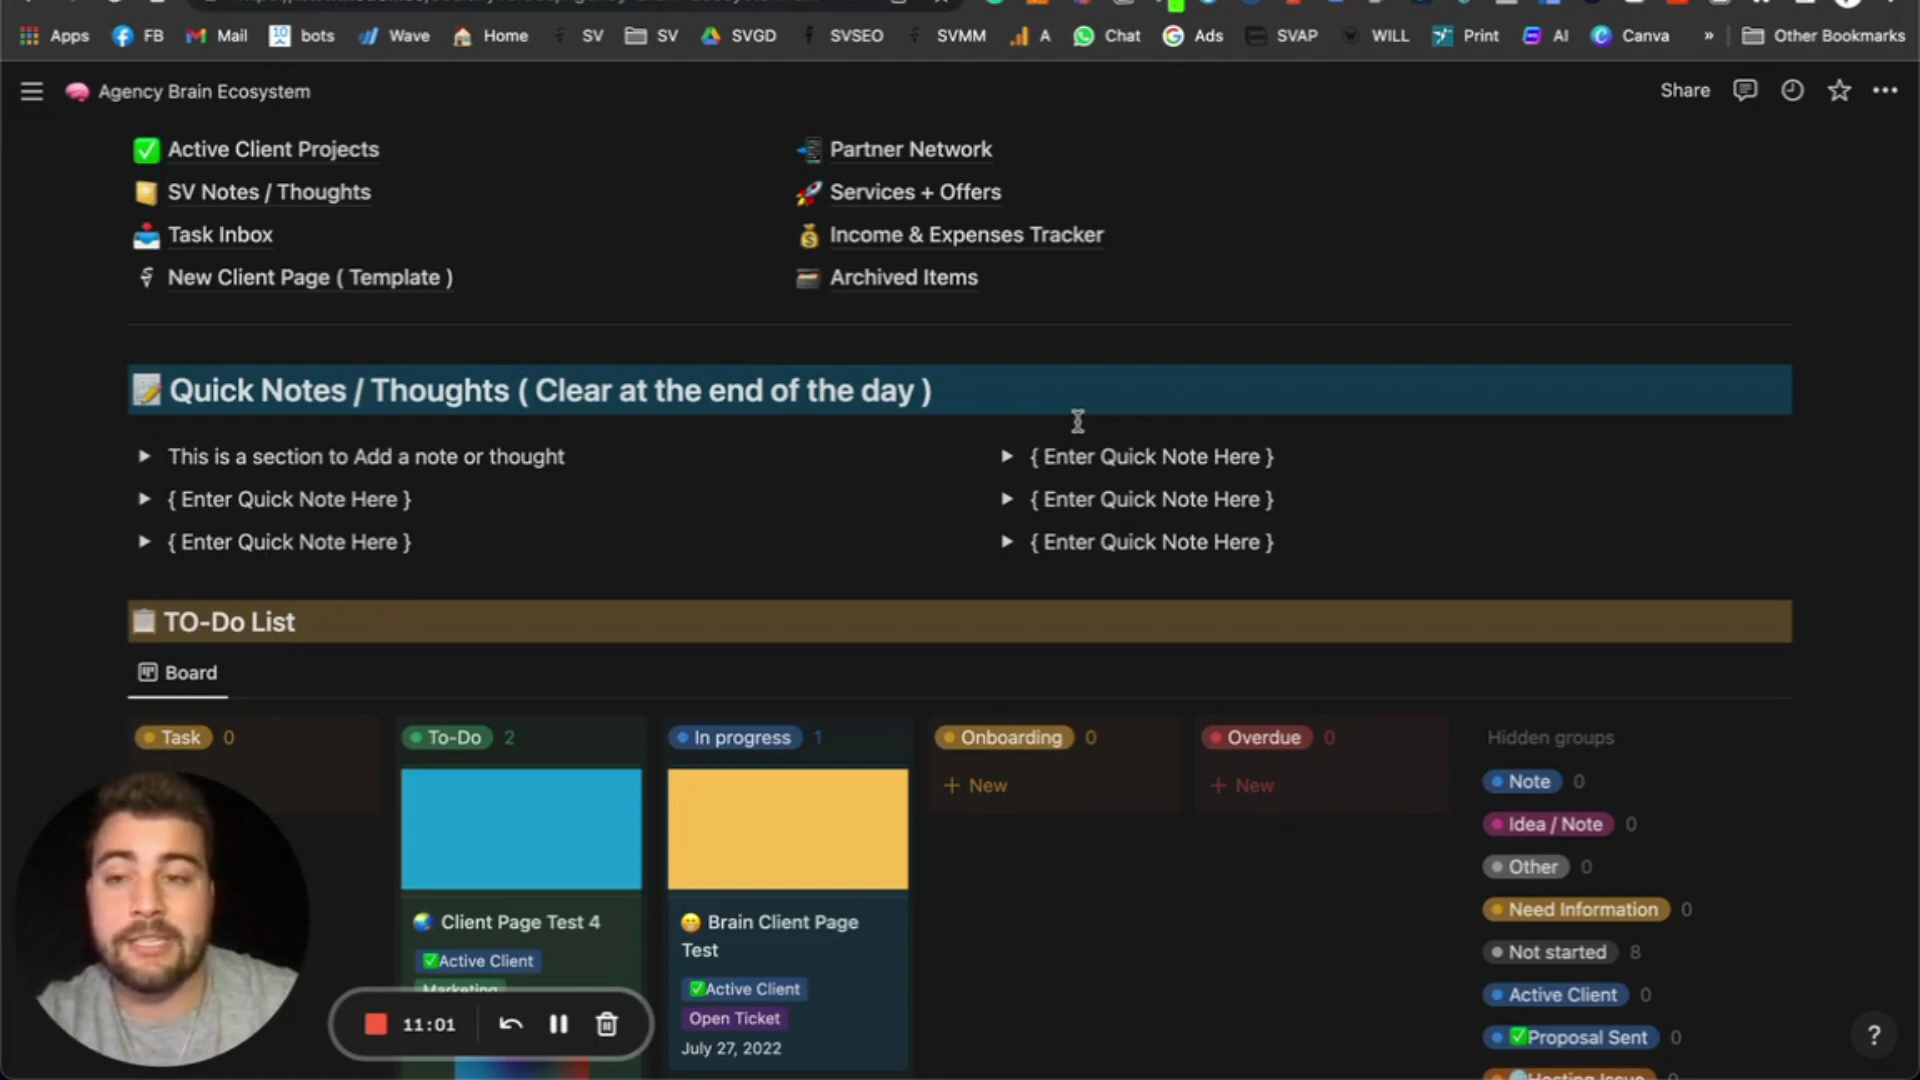 Apps FB Mail bots Wave Home SV SV SVGD SVSEO SVMM A Chat Ads SVAP WILL Print AI Canva » Other Bookmarks
Agency Brain Ecosystem Share
Active Client Projects
SV Notes / Thoughts
Task Inbox
New Client Page ( Template )
Partner Network
Services + Offers
Income & Expenses Tracker
Archived Items
Quick Notes / Thoughts ( Clear at the end of the day )
This is a section to Add a note or thought
{ Enter Quick Note Here }
{ Enter Quick Note Here }
{ Enter Quick Note Here }
{ Enter Quick Note Here }
{ Enter Quick Note Here }
TO-Do List
Board
Task 0
To-Do 2
Client Page Test 4
Active Client
Marketing
In progress 1
Brain Client Page
Test
Active Client
Open Ticket
July 27, 2022
Onboarding 0
+ New
Overdue 0
+ New
Hidden groups
Note 0
Idea / Note 0
Other 0
Need Information 0
Not started 8
Active Client 0
Proposal Sent 0
Hosting Issue
11:01
?